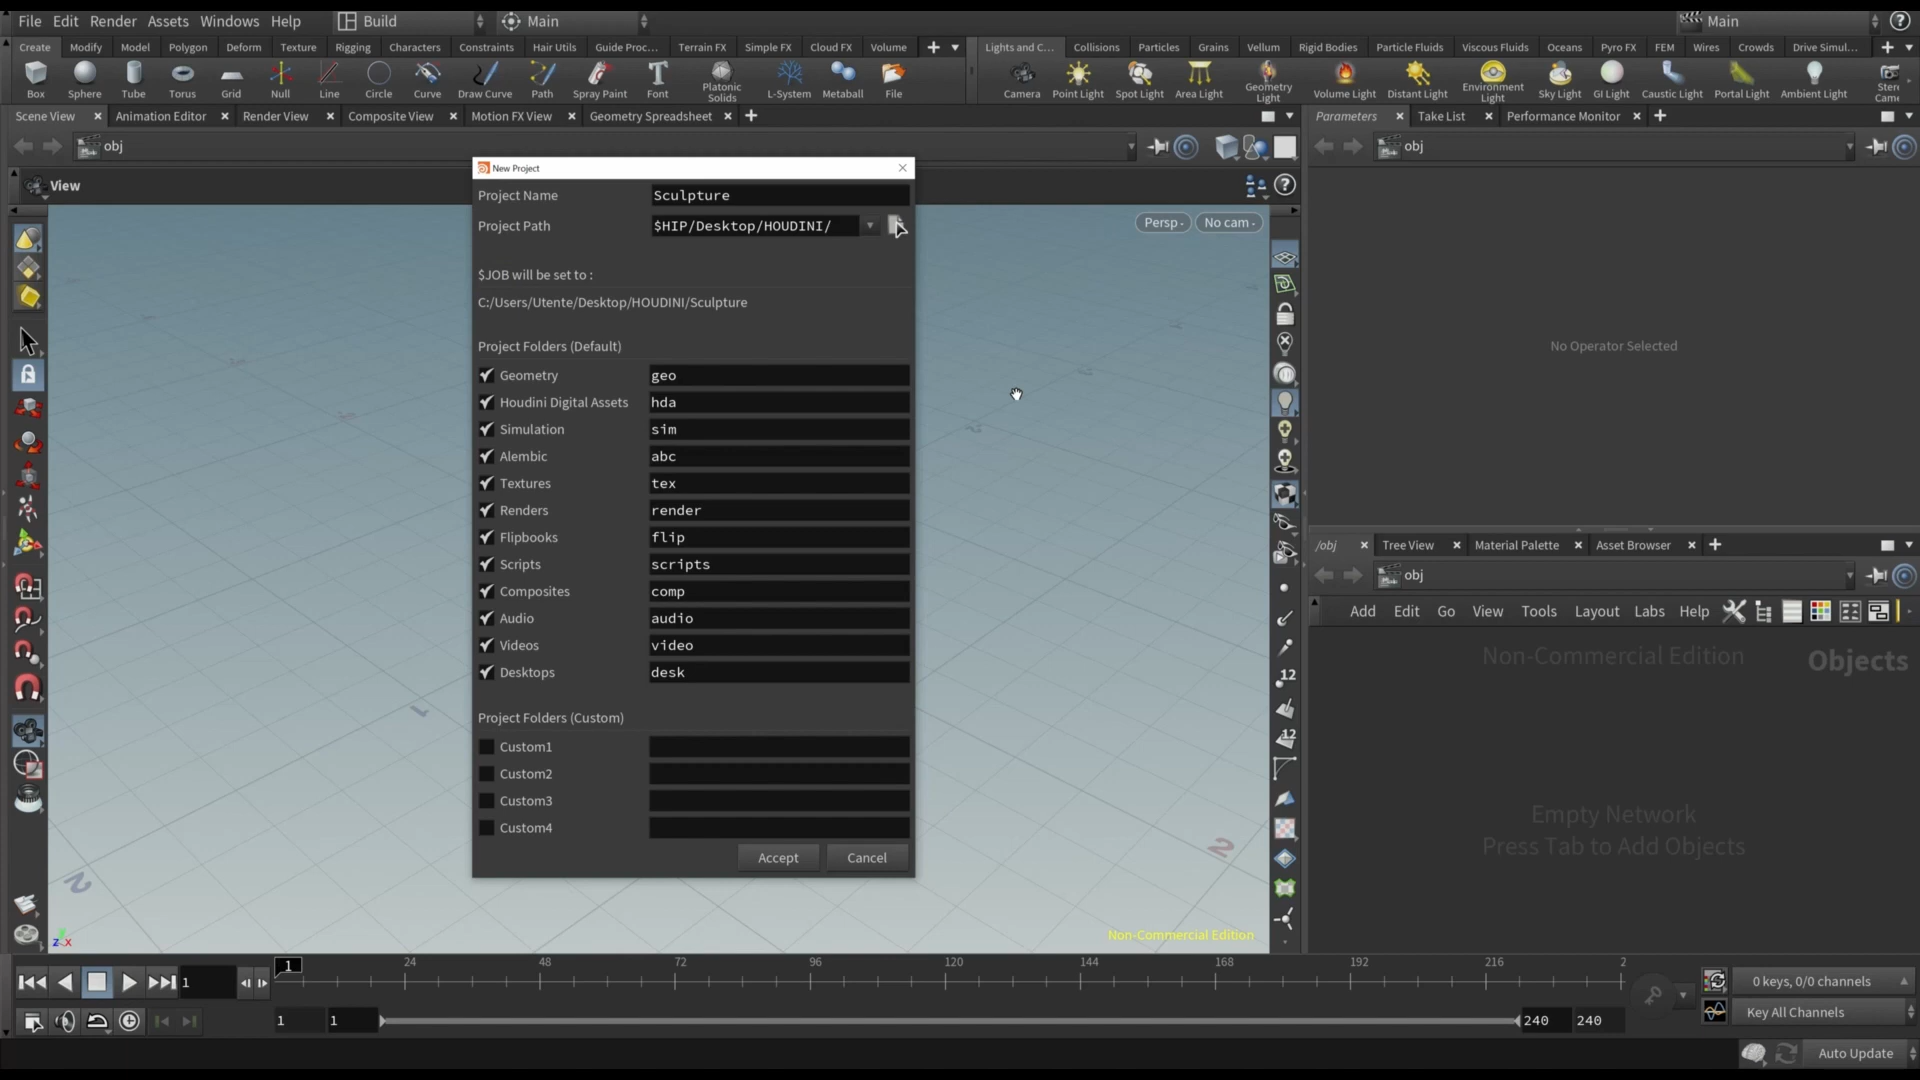 File Edit Render Assets Windows Help Build Main Main
Create Modify Model Polygon Deform Texture Rigging Characters Constraints Hair Utils Guide Proc... Terrain FX Simple FX Cloud FX Volume Lights and C... Collisions Particles Grains Vellum Rigid Bodies Particle Fluids Viscous Fluids Oceans Pyro FX FEM Wires Crowds Drive Simul...
Box Sphere Tube Torus Grid Null Line Circle Curve Draw Curve Path Spray Paint Font Platonic Solids L-System Metaball File Camera Point Light Spot Light Area Light Geometry Light Volume Light Distant Light Environment Light Sky Light GI Light Caustic Light Portal Light Ambient Light
Scene View Animation Editor Render View Composite View Motion FX View Geometry Spreadsheet Parameters Take List Performance Monitor
obj obj
View
Persp No cam
New Project
Project Name Sculpture
Project Path $HIP/Desktop/HOUDINI/
$JOB will be set to :
C:/Users/Utente/Desktop/HOUDINI/Sculpture
Project Folders (Default)
Geometry geo
Houdini Digital Assets hda
Simulation sim
Alembic abc
Textures tex
Renders render
Flipbooks flip
Scripts scripts
Composites comp
Audio audio
Videos video
Desktops desk
Project Folders (Custom)
Custom1
Custom2
Custom3
Custom4
Accept Cancel
No Operator Selected
/obj Tree View Material Palette Asset Browser
obj
Add Edit Go View Tools Layout Labs Help
Non-Commercial Edition Objects
Empty Network
Press Tab to Add Objects
12
12
1
2
2
z x
Non-Commercial Edition
1 1 24 48 72 96 120 144 168 192 216 2 0 keys, 0/0 channels
1 1 240 240 Key All Channels
Auto Update